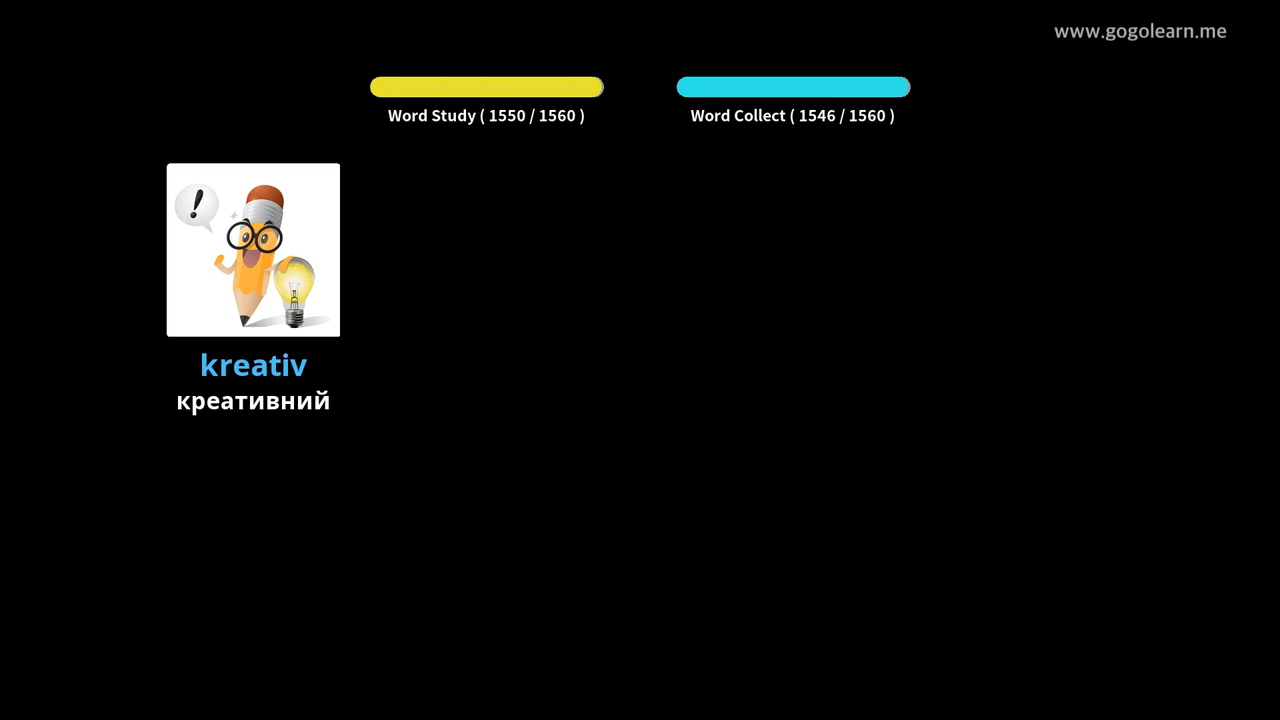 www.gogolearn.me
Word Study ( 1550 / 1560 )
Word Collect ( 1546 / 1560 )
!
kreativ
креативний